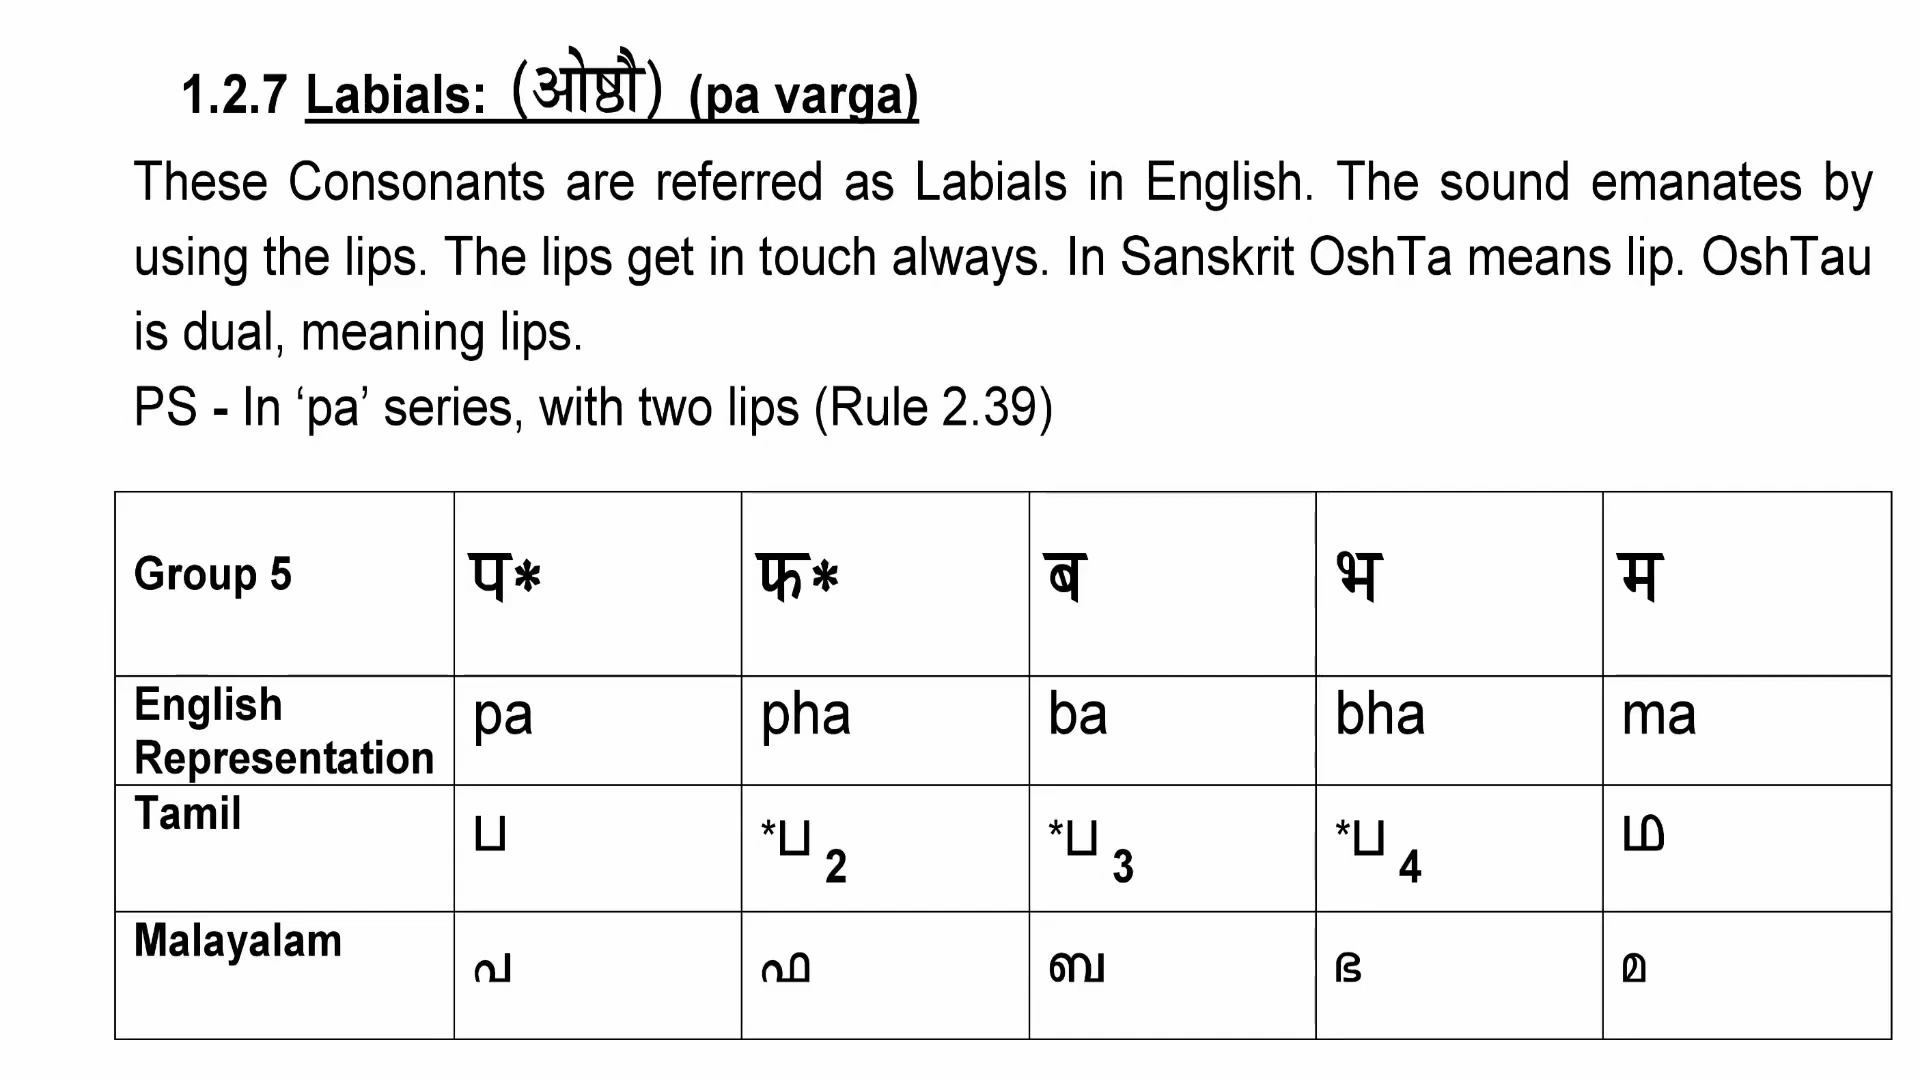 1.2.7 Labials: (ओष्ठौ) (pa varga)
These Consonants are referred as Labials in English. The sound emanates by
using the lips. The lips get in touch always. In Sanskrit OshTa means lip. OshTau
is dual, meaning lips.
PS - In ‘pa’ series, with two lips (Rule 2.39)
Group 5 प* फ* ब भ म
English Representation pa pha ba bha ma
Tamil ப *ப 2 *ப 3 *ப 4 ம
Malayalam പ ഫ ബ ഭ മ